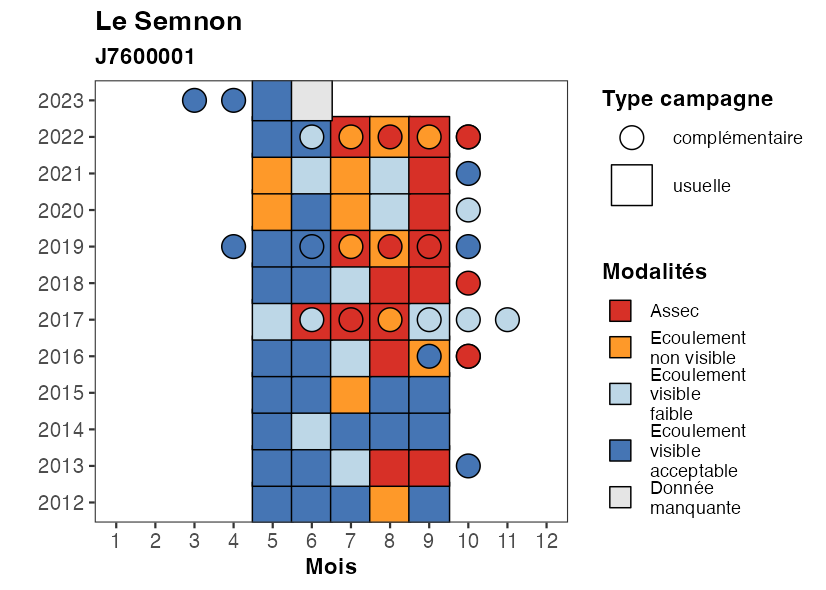 Le Semnon
J7600001
2023
2022
2021
2020
2019
2018
2017
2016
2015
2014
2013
2012
1 2 3 4 5 6 7 8 9 10 11 12
Mois
Type campagne
complémentaire
usuelle
Modalités
Assec
Ecoulement
non visible
Ecoulement
visible
faible
Ecoulement
visible
acceptable
Donnée
manquante